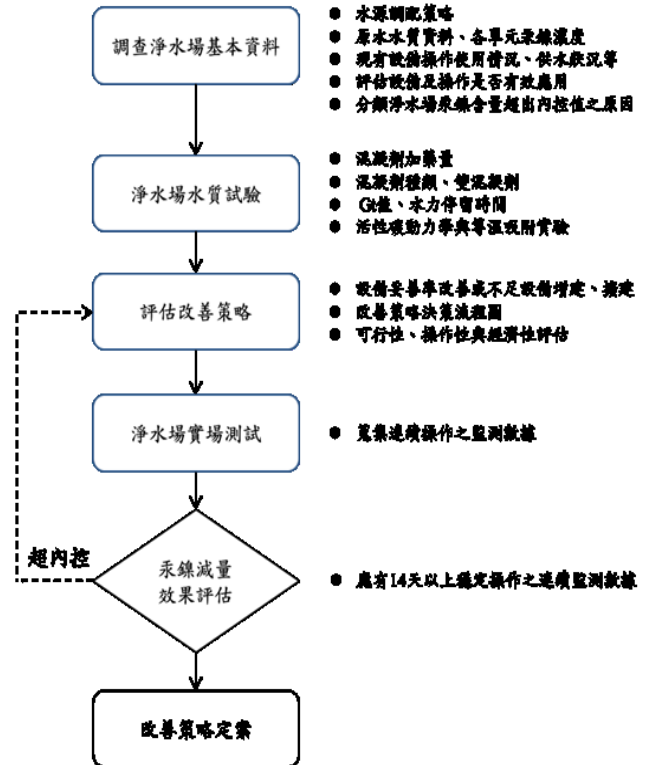 調查淨水場基本資料
● 水源調配策略
● 原水水質資料、各單元汞鎳濃度
● 現有設備操作使用情況、供水狀況等
● 評估設備及操作是否有效應用
● 分類淨水場汞鎳含量超出內控值之原因
淨水場水質試驗
● 混凝劑加藥量
● 混凝劑種類、雙混凝劑
● Gt值、水力停留時間
● 活性碳動力學與等溫吸附實驗
評估改善策略
● 設備妥善率改善或不足設備增建、擴建
● 改善策略決策流程圖
● 可行性、操作性與經濟性評估
淨水場實場測試
● 蒐集連續操作之監測數據
超內控
汞鎳減量
效果評估
● 應有14天以上穩定操作之連續監測數據
改善策略定案